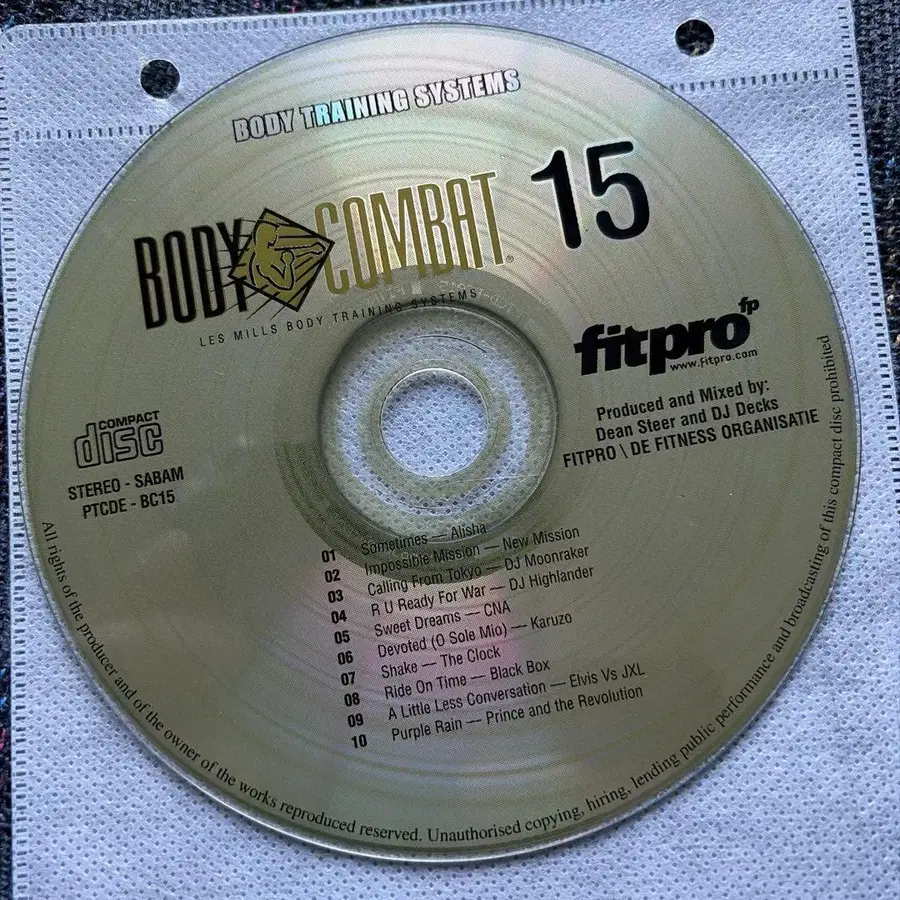 BODY TRAINING SYSTEMS
BODY COMBAT®
15
LES MILLS BODY TRAINING SYSTEMS
fitpro fp
www.fitpro.com
Produced and Mixed by:
Dean Steer and DJ Decks
FITPRO \ DE FITNESS ORGANISATIE
COMPACT
disc
STEREO - SABAM
PTCDE - BC15
01 Sometimes — Alisha
02 Impossible Mission — New Mission
03 Calling From Tokyo — DJ Moonraker
04 R U Ready For War — DJ Highlander
05 Sweet Dreams — CNA
06 Devoted (O Sole Mio) — Karuzo
07 Shake — The Clock
08 Ride On Time — Black Box
09 A Little Less Conversation — Elvis Vs JXL
10 Purple Rain — Prince and the Revolution
All rights of the producer and of the owner of the works reproduced reserved. Unauthorised copying, hiring, lending public performance and broadcasting of this compact disc prohibited